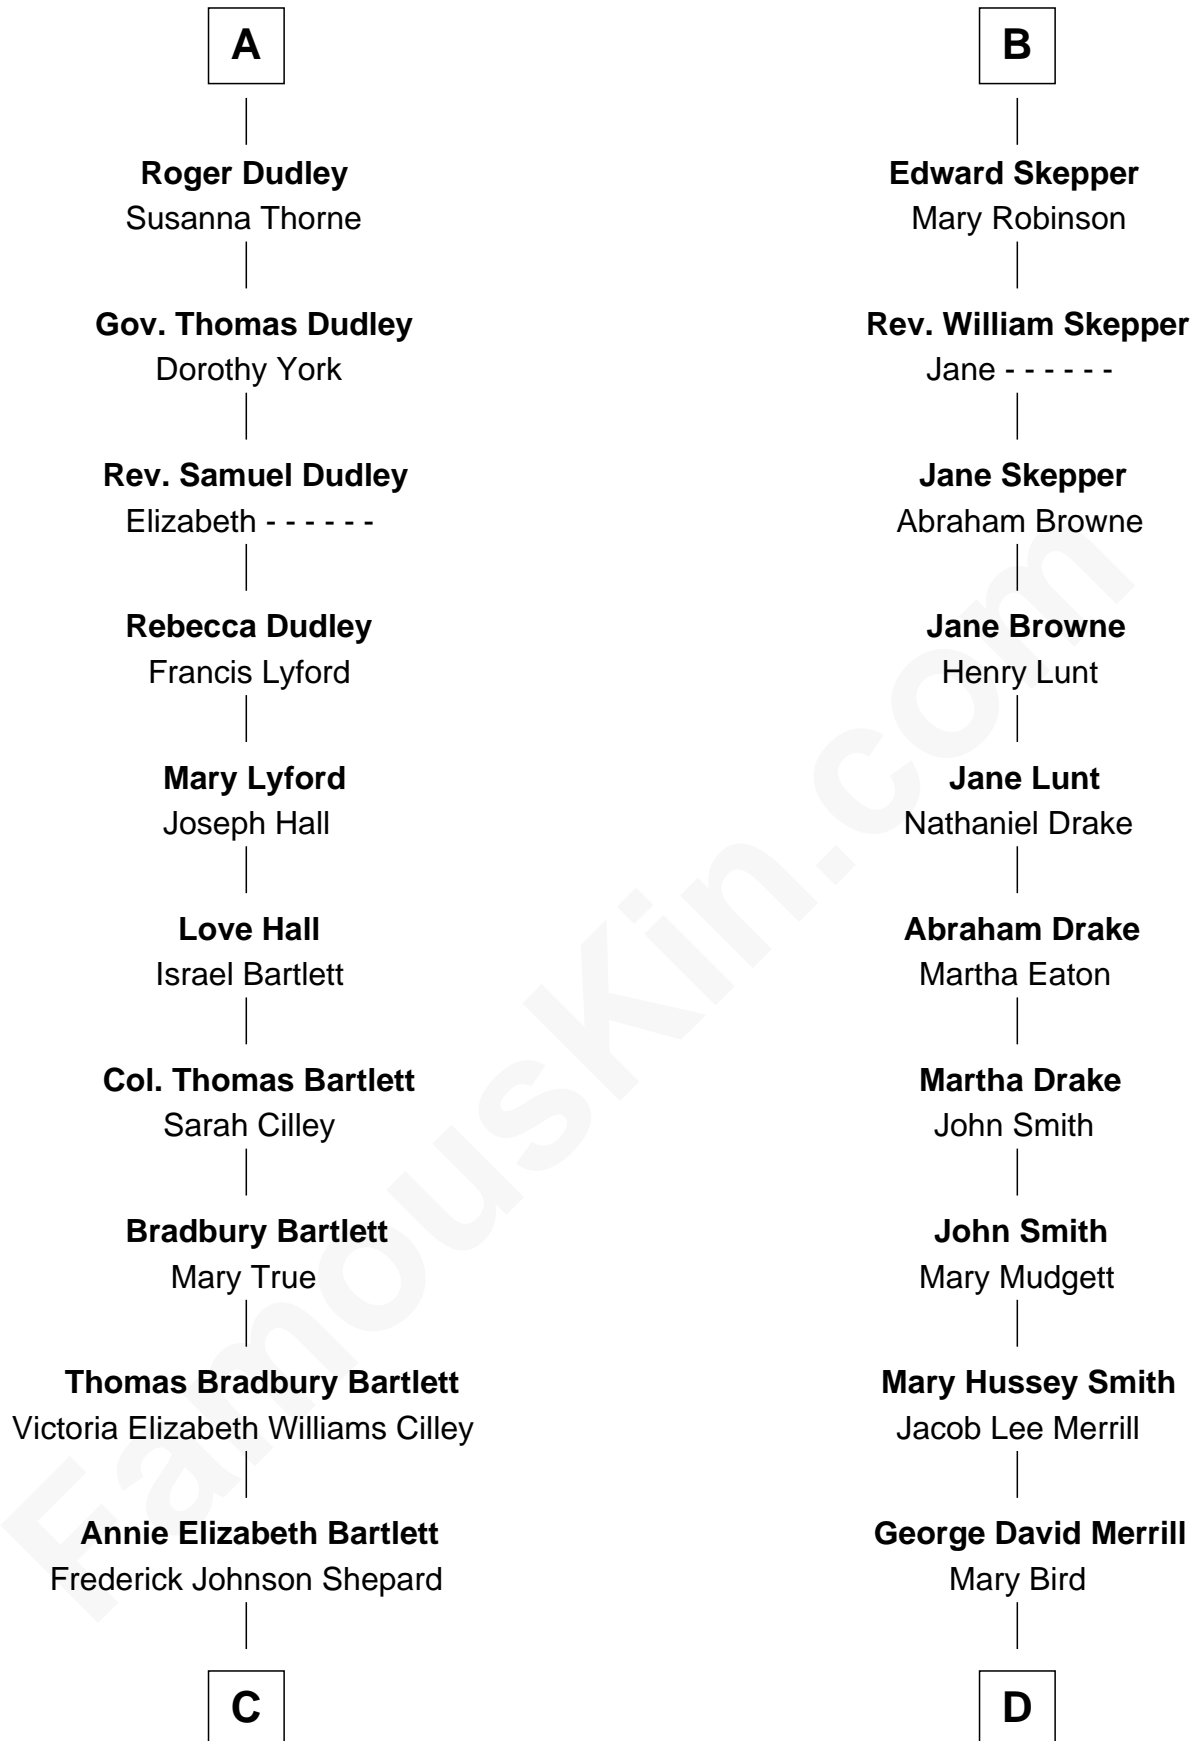 A
Roger Dudley
Susanna Thorne
Gov. Thomas Dudley
Dorothy York
Rev. Samuel Dudley
Elizabeth - - - - - -
Rebecca Dudley
Francis Lyford
Mary Lyford
Joseph Hall
Love Hall
Israel Bartlett
Col. Thomas Bartlett
Sarah Cilley
Bradbury Bartlett
Mary True
Thomas Bradbury Bartlett
Victoria Elizabeth Williams Cilley
Annie Elizabeth Bartlett
Frederick Johnson Shepard
C
B
Edward Skepper
Mary Robinson
Rev. William Skepper
Jane - - - - - -
Jane Skepper
Abraham Browne
Jane Browne
Henry Lunt
Jane Lunt
Nathaniel Drake
Abraham Drake
Martha Eaton
Martha Drake
John Smith
John Smith
Mary Mudgett
Mary Hussey Smith
Jacob Lee Merrill
George David Merrill
Mary Bird
D
FamousKin.com